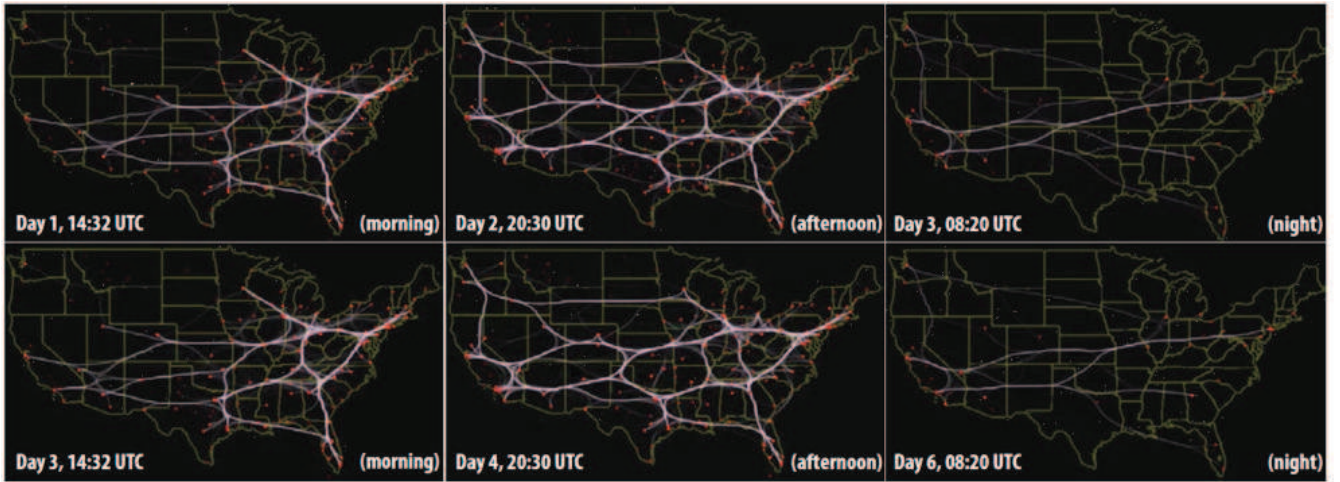 Day 1, 14:32 UTC (morning)
Day 2, 20:30 UTC (afternoon)
Day 3, 08:20 UTC (night)
Day 3, 14:32 UTC (morning)
Day 4, 20:30 UTC (afternoon)
Day 6, 08:20 UTC (night)